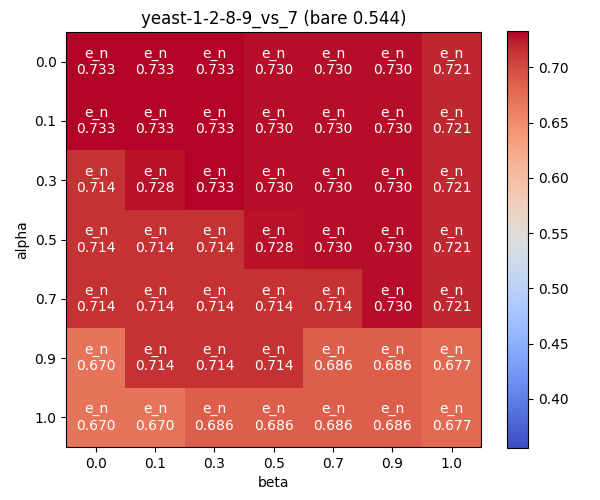 yeast-1-2-8-9_vs_7 (bare 0.544)
0.0 e_n e_n e_n e_n e_n e_n e_n
0.733 0.733 0.733 0.730 0.730 0.730 0.721
0.1 e_n e_n e_n e_n e_n e_n e_n
0.733 0.733 0.733 0.730 0.730 0.730 0.721
0.3 e_n e_n e_n e_n e_n e_n e_n
0.714 0.728 0.733 0.730 0.730 0.730 0.721
0.5 e_n e_n e_n e_n e_n e_n e_n
0.714 0.714 0.714 0.728 0.730 0.730 0.721
0.7 e_n e_n e_n e_n e_n e_n e_n
0.714 0.714 0.714 0.714 0.714 0.730 0.721
0.9 e_n e_n e_n e_n e_n e_n e_n
0.670 0.714 0.714 0.714 0.686 0.686 0.677
1.0 e_n e_n e_n e_n e_n e_n e_n
0.670 0.670 0.686 0.686 0.686 0.686 0.677
0.0 0.1 0.3 0.5 0.7 0.9 1.0
beta
alpha
0.70
0.65
0.60
0.55
0.50
0.45
0.40